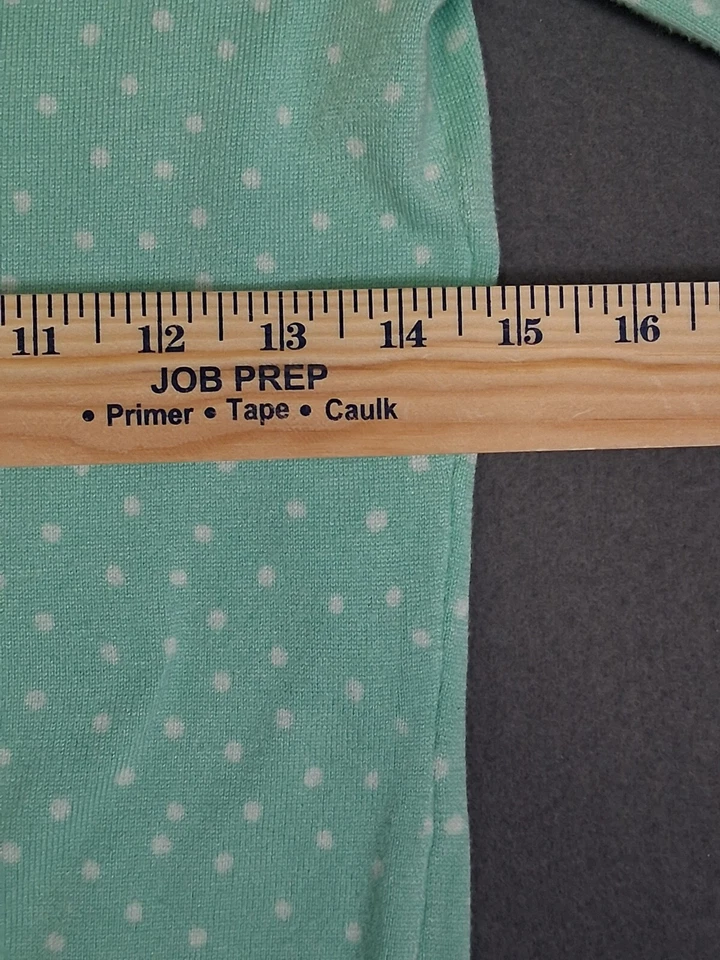 11 12 13 14 15 16
JOB PREP
• Primer • Tape • Caulk